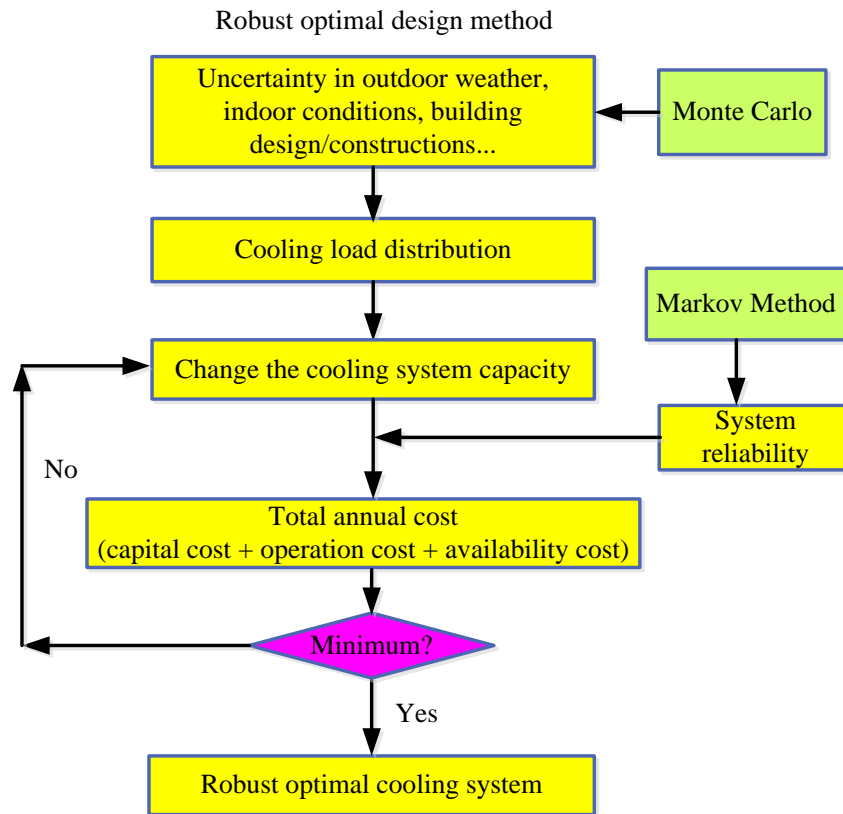 Robust optimal design method
Uncertainty in outdoor weather,
indoor conditions, building
design/constructions...
Monte Carlo
Cooling load distribution
Markov Method
Change the cooling system capacity
System
reliability
No
Total annual cost
(capital cost + operation cost + availability cost)
Minimum?
Yes
Robust optimal cooling system